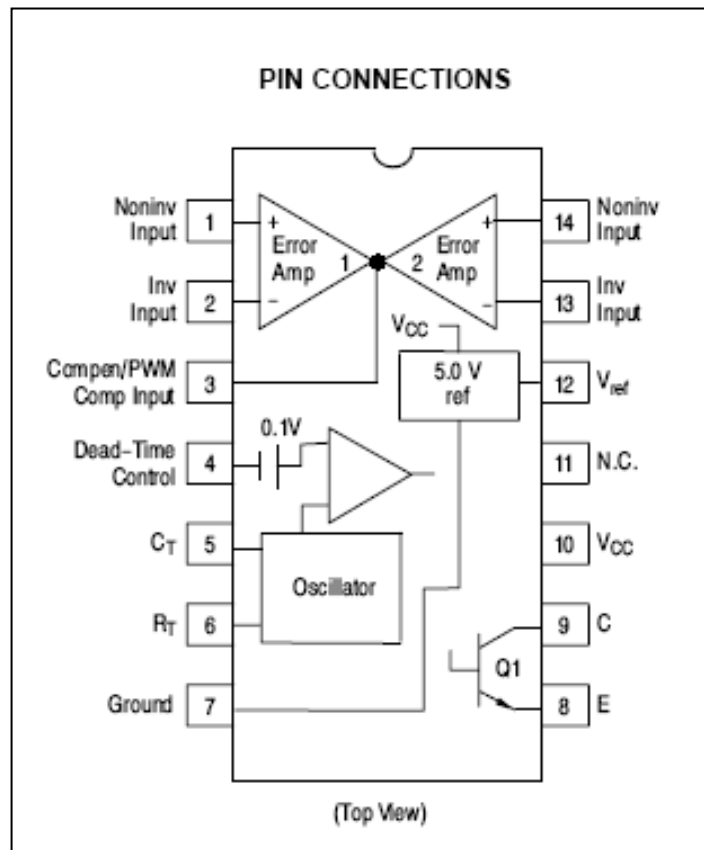 PIN CONNECTIONS
Noninv
Input
1
+
Error
Amp
1
2
+
Error
Amp
14
Noninv
Input
Inv
Input
2
−
−
13
Inv
Input
VCC
Compen/PWM
Comp Input
3
5.0 V
ref
12
Vref
0.1V
Dead–Time
Control
4
11
N.C.
CT
5
Oscillator
10
VCC
RT
6
9
C
Q1
Ground
7
8
E
(Top View)